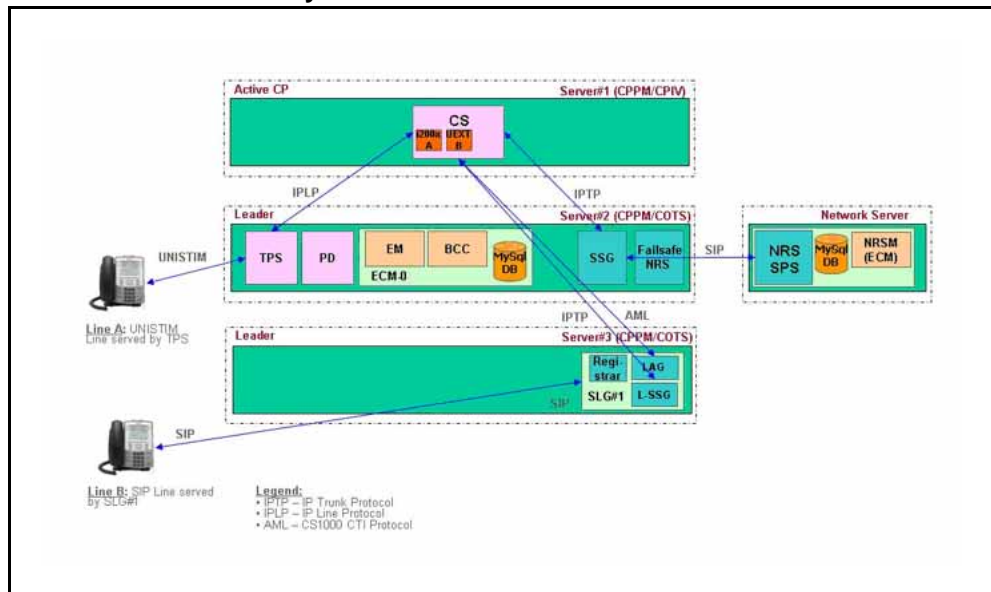 Active CP
Server#1 (CPPM/CPIV)
CS
i200x
A
UEXT
B
IPLP
IPTP
Leader
Server#2 (CPPM/COTS)
Network Server
UNISTIM
TPS
PD
EM
BCC
MySql
DB
ECM-0
SSG
Failsafe
NRS
SIP
NRS
SPS
MySql
DB
NRSM
(ECM)
Line A: UNISTIM
Line served by TPS
IPTP
AML
Leader
Server#3 (CPPM/COTS)
Regi-
strar
LAG
SLG#1
L-SSG
SIP
SIP
Line B: SIP Line served
by SLG#1
Legend:
• IPTP – IP Trunk Protocol
• IPLP – IP Line Protocol
• AML – CS1000 CTI Protocol